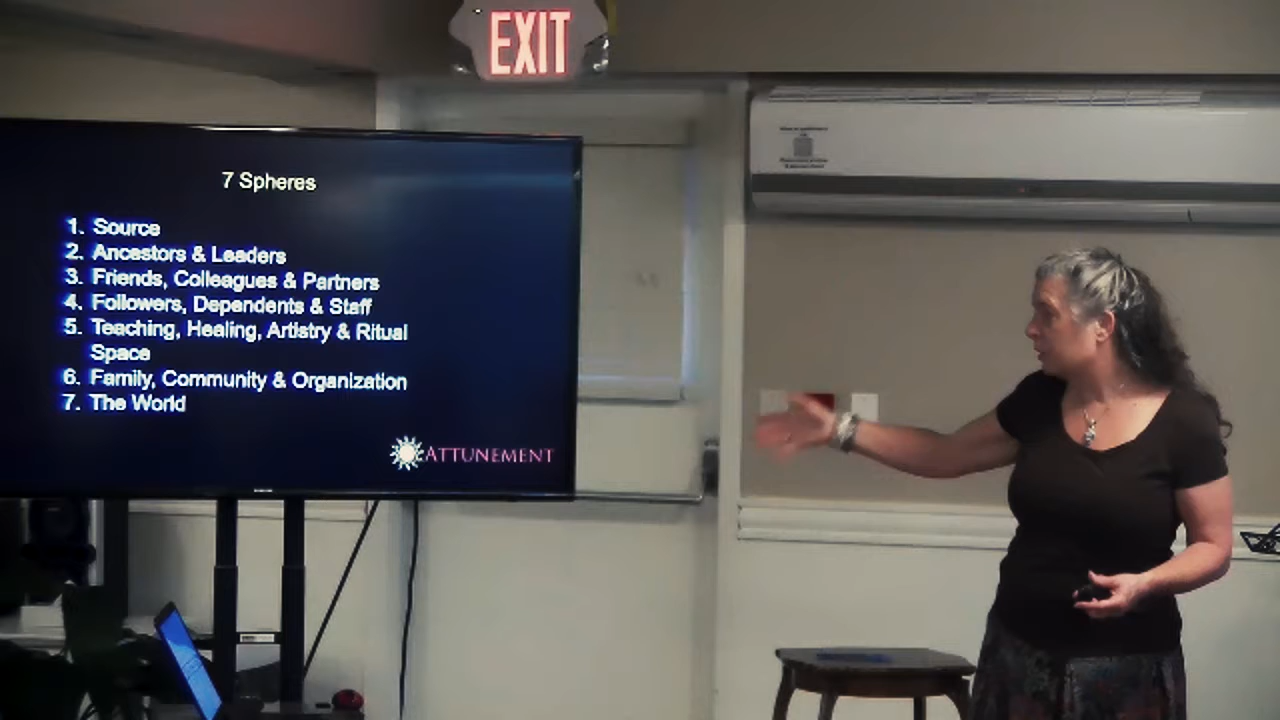 EXIT
7 Spheres
1. Source
2. Ancestors & Leaders
3. Friends, Colleagues & Partners
4. Followers, Dependents & Staff
5. Teaching, Healing, Artistry & Ritual
Space
6. Family, Community & Organization
7. The World
ATTUNEMENT